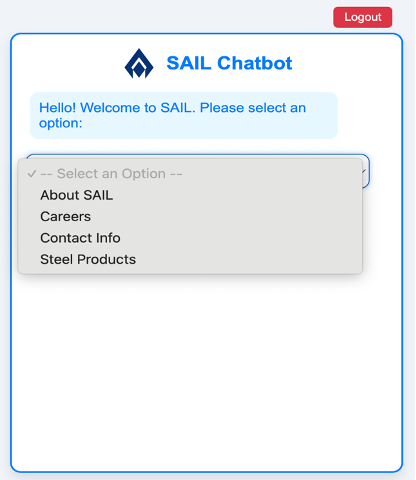 Logout
SAIL Chatbot
Hello! Welcome to SAIL. Please select an
option:
-- Select an Option --
About SAIL
Careers
Contact Info
Steel Products